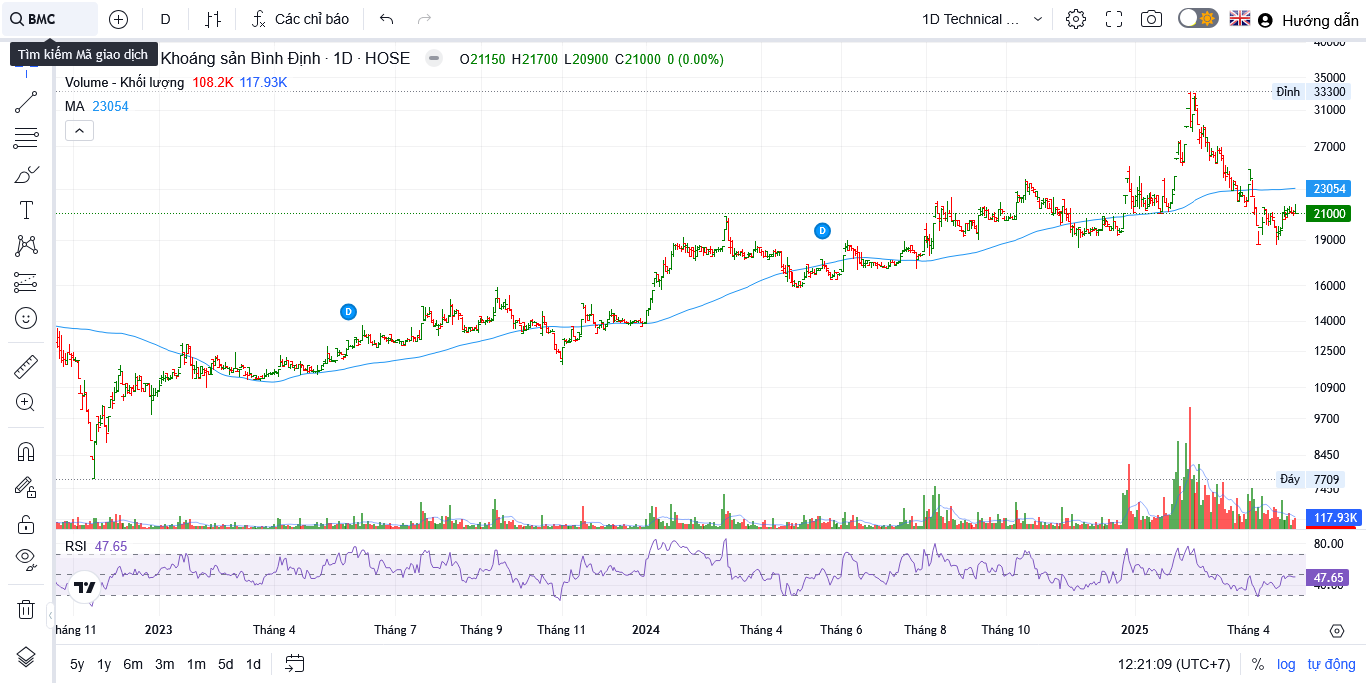 BMC
D
Các chỉ báo
1D Technical ...
Hướng dẫn
Tìm kiếm Mã giao dịch
Khoáng sản Bình Định · 1D · HOSE
O21150 H21700 L20900 C21000 0 (0.00%)
Volume - Khối lượng 108.2K 117.93K
MA 23054
40000
35000
Đỉnh 33300
31000
27000
23054
21000
19000
16000
14000
12500
10900
9700
8450
Đáy 7709
7450
117.93K
D
D
RSI 47.65
80.00
47.65
40.00
háng 11 2023 Tháng 4 Tháng 7 Tháng 9 Tháng 11 2024 Tháng 4 Tháng 6 Tháng 8 Tháng 10 2025 Tháng 4
5y 1y 6m 3m 1m 5d 1d
12:21:09 (UTC+7) % log tự động